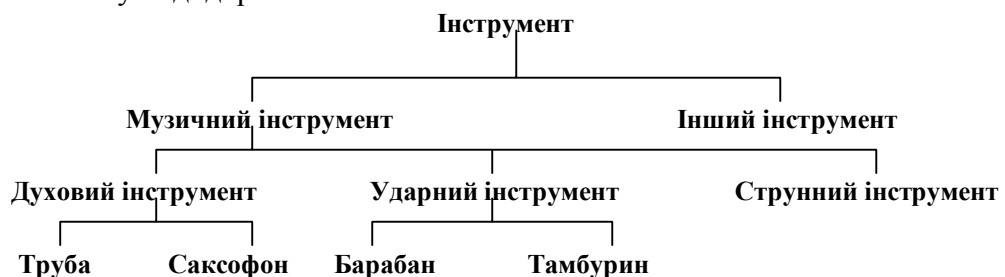 Інструмент
Музичний інструмент Інший інструмент
Духовий інструмент Ударний інструмент Струнний інструмент
Труба Саксофон Барабан Тамбурин